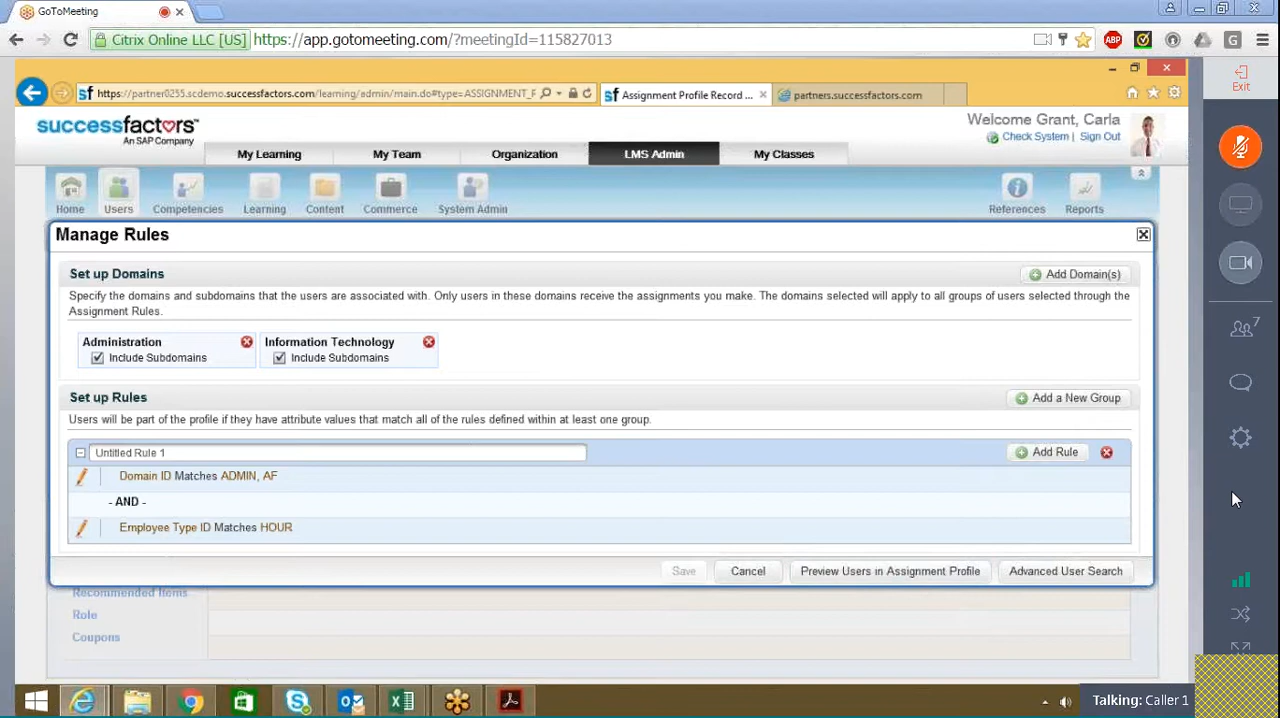 GoToMeeting
Citrix Online LLC [US] https://app.gotomeeting.com/?meetingId=115827013
ABP
G
Exit
sf https://partner0255.scdemo.successfactors.com/learning/admin/main.do#type=ASSIGNMENT_F
sf Assignment Profile Record ...
partners.successfactors.com
successfactors™
An SAP Company
Welcome Grant, Carla
Check System | Sign Out
My Learning My Team Organization LMS Admin My Classes
Home Users Competencies Learning Content Commerce System Admin References Reports
Manage Rules
Set up Domains
Add Domain(s)
Specify the domains and subdomains that the users are associated with. Only users in these domains receive the assignments you make. The domains selected will apply to all groups of users selected through the
Assignment Rules.
Administration
Include Subdomains
Information Technology
Include Subdomains
Set up Rules
Add a New Group
Users will be part of the profile if they have attribute values that match all of the rules defined within at least one group.
Untitled Rule 1
Add Rule
Domain ID Matches ADMIN, AF
- AND -
Employee Type ID Matches HOUR
Save Cancel Preview Users in Assignment Profile Advanced User Search
Recommended Items
Role
Coupons
7
Talking: Caller 1